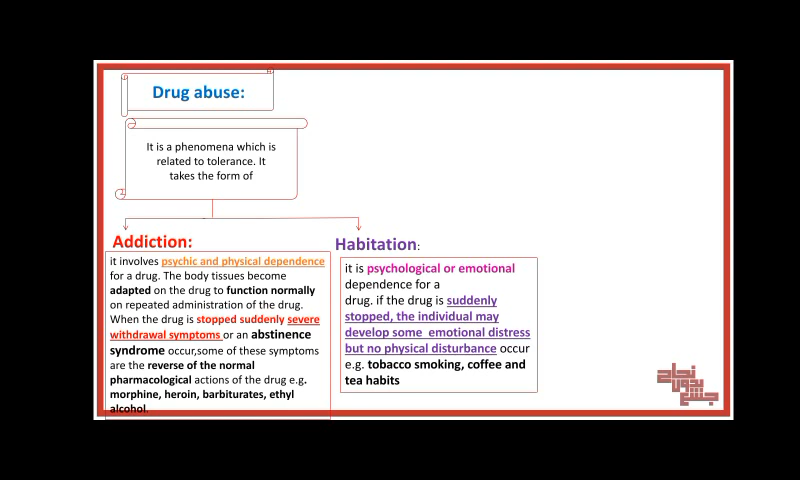 Drug abuse:
It is a phenomena which is
related to tolerance. It
takes the form of
Addiction:
it involves psychic and physical dependence
for a drug. The body tissues become
adapted on the drug to function normally
on repeated administration of the drug.
When the drug is stopped suddenly severe
withdrawal symptoms or an abstinence
syndrome occur,some of these symptoms
are the reverse of the normal
pharmacological actions of the drug e.g.
morphine, heroin, barbiturates, ethyl
alcohol.
Habitation:
it is psychological or emotional
dependence for a
drug. if the drug is suddenly
stopped, the individual may
develop some  emotional distress
but no physical disturbance occur
e.g. tobacco smoking, coffee and
tea habits
نجاح
بدون